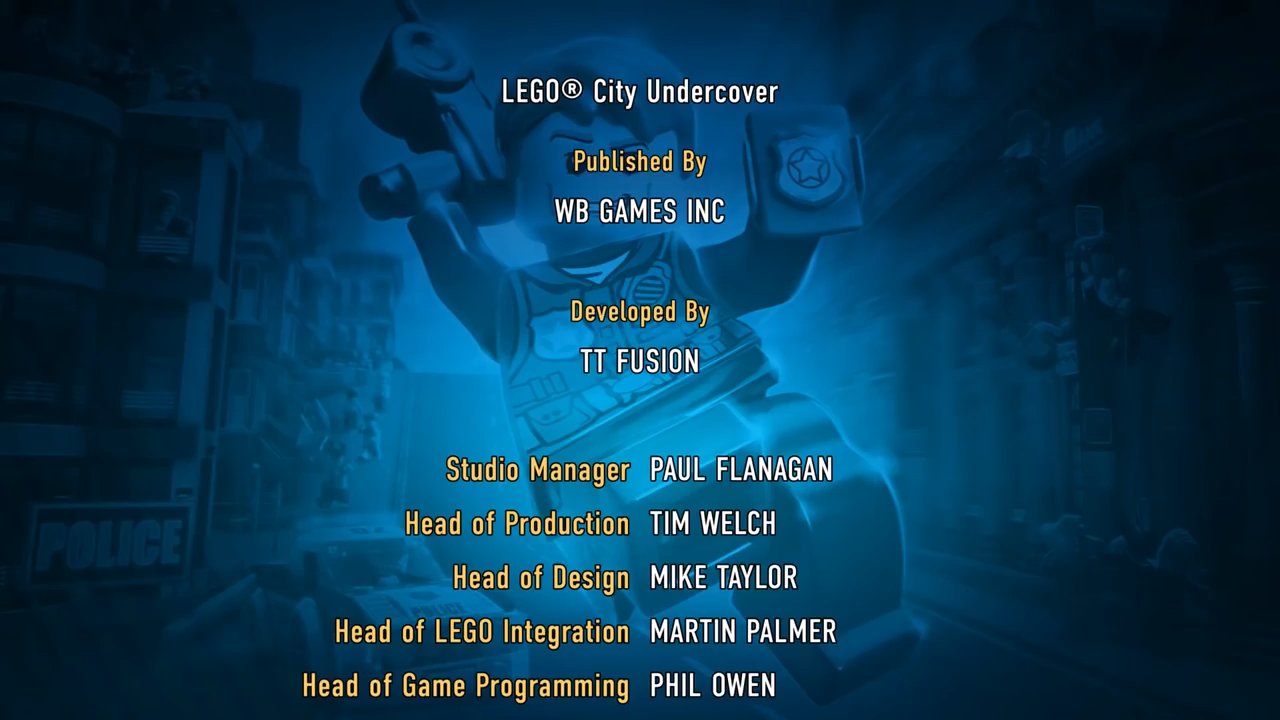 LEGO® City Undercover
Published By
WB GAMES INC
Developed By
TT FUSION
Studio Manager PAUL FLANAGAN
Head of Production TIM WELCH
Head of Design MIKE TAYLOR
Head of LEGO Integration MARTIN PALMER
Head of Game Programming PHIL OWEN
POLICE
POLICE